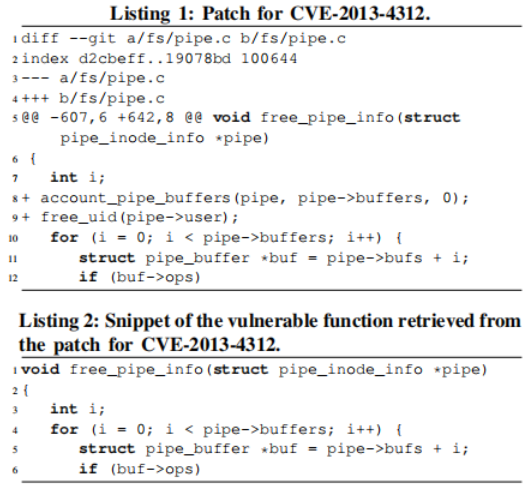 Listing 1: Patch for CVE-2013-4312.
1 diff --git a/fs/pipe.c b/fs/pipe.c
2 index d2cbeff..19078bd 100644
3 --- a/fs/pipe.c
4 +++ b/fs/pipe.c
5 @@ -607,6 +642,8 @@ void free_pipe_info(struct
pipe_inode_info *pipe)
6 {
7 int i;
8 + account_pipe_buffers(pipe, pipe->buffers, 0);
9 + free_uid(pipe->user);
10 for (i = 0; i < pipe->buffers; i++) {
11 struct pipe_buffer *buf = pipe->bufs + i;
12 if (buf->ops)
Listing 2: Snippet of the vulnerable function retrieved from
the patch for CVE-2013-4312.
1 void free_pipe_info(struct pipe_inode_info *pipe)
2 {
3 int i;
4 for (i = 0; i < pipe->buffers; i++) {
5 struct pipe_buffer *buf = pipe->bufs + i;
6 if (buf->ops)